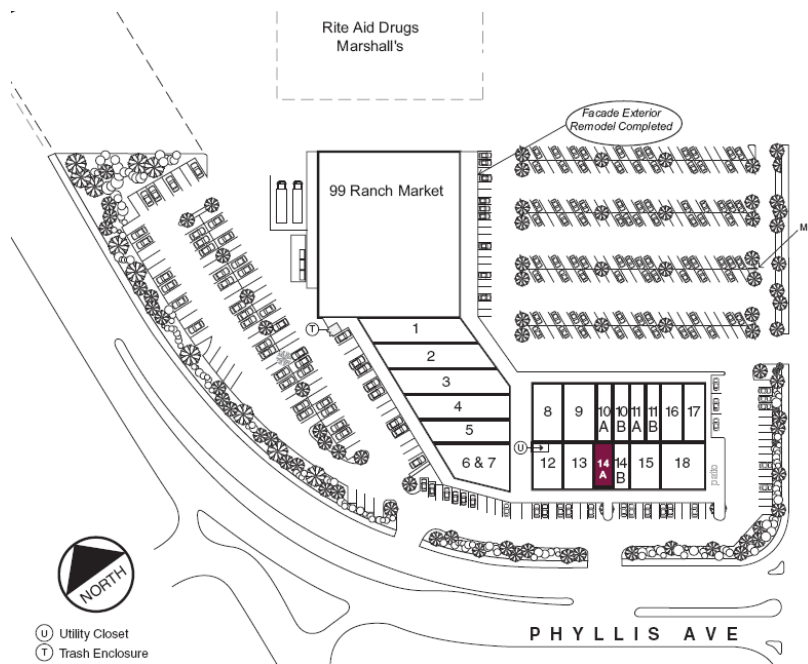 Rite Aid Drugs
Marshall's
Facade Exterior
Remodel Completed
99 Ranch Market
M
T
1
2
3
4
5
6 & 7
8
9
10
A
10
B
11
A
11
B
16
17
U
12
13
14
A
14
B
15
18
patio
NORTH
U Utility Closet
T Trash Enclosure
PHYLLIS AVE